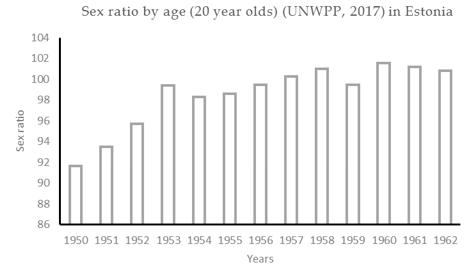 Sex ratio by age (20 year olds) (UNWPP, 2017) in Estonia
104
102
100
98
96
94
92
90
88
86
Sex ratio
1950 1951 1952 1953 1954 1955 1956 1957 1958 1959 1960 1961 1962
Years